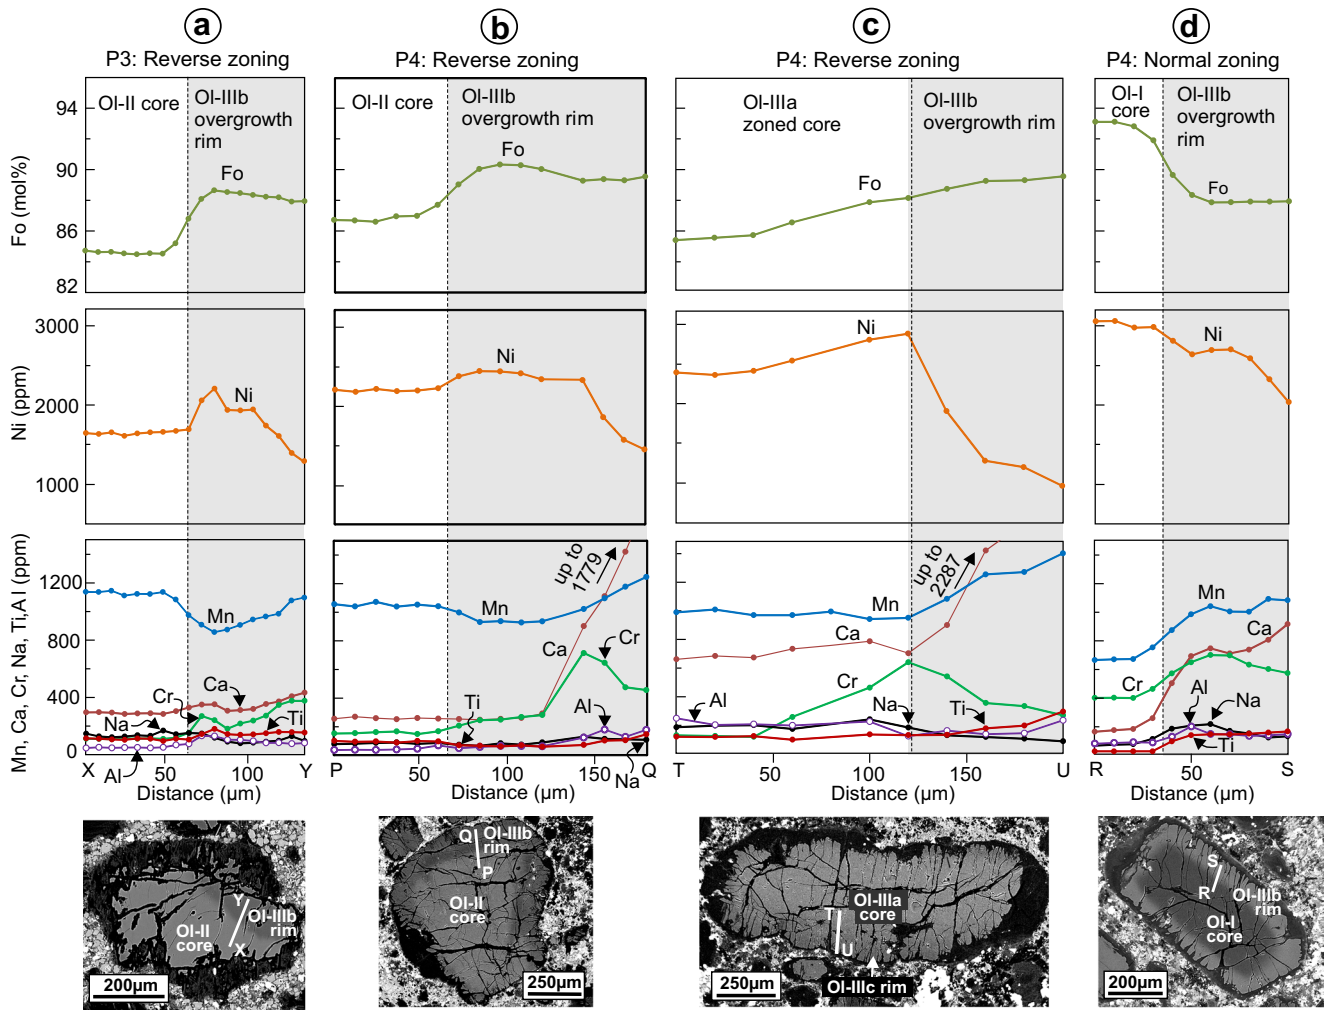 a
b
c
d
P3: Reverse zoning
P4: Reverse zoning
P4: Reverse zoning
P4: Normal zoning
Fo (mol%)
94
90
86
82
Ol-II core
Ol-IIIb
overgrowth
rim
Fo
Ol-II core
Ol-IIIb
overgrowth rim
Fo
Ol-IIIa
zoned core
Ol-IIIb
overgrowth rim
Fo
Ol-I
core
Ol-IIIb
overgrowth
rim
Fo
Ni (ppm)
3000
2000
1000
Ni
Ni
Ni
Ni
Mn, Ca, Cr, Na, Ti, Al (ppm)
1200
800
400
0
Mn
Cr
Ca
Na
Ti
Al
X
50
100
Y
Distance (µm)
up to
1779
Mn
Ca
Cr
Ti
Al
Na
P
50
100
150
Q
Distance (µm)
up to
2287
Mn
Ca
Cr
Al
Na
Ti
T
50
150
U
Distance (µm)
Mn
Ca
Cr
Al
Na
Ti
R
50
S
Distance (µm)
Y
Ol-IIIb
rim
Ol-II
core
X
200µm
Q
Ol-IIIb
rim
P
Ol-II
core
250µm
T
Ol-IIIa
core
U
250µm
Ol-IIIc rim
S
R
Ol-IIIb
rim
Ol-I
core
200µm